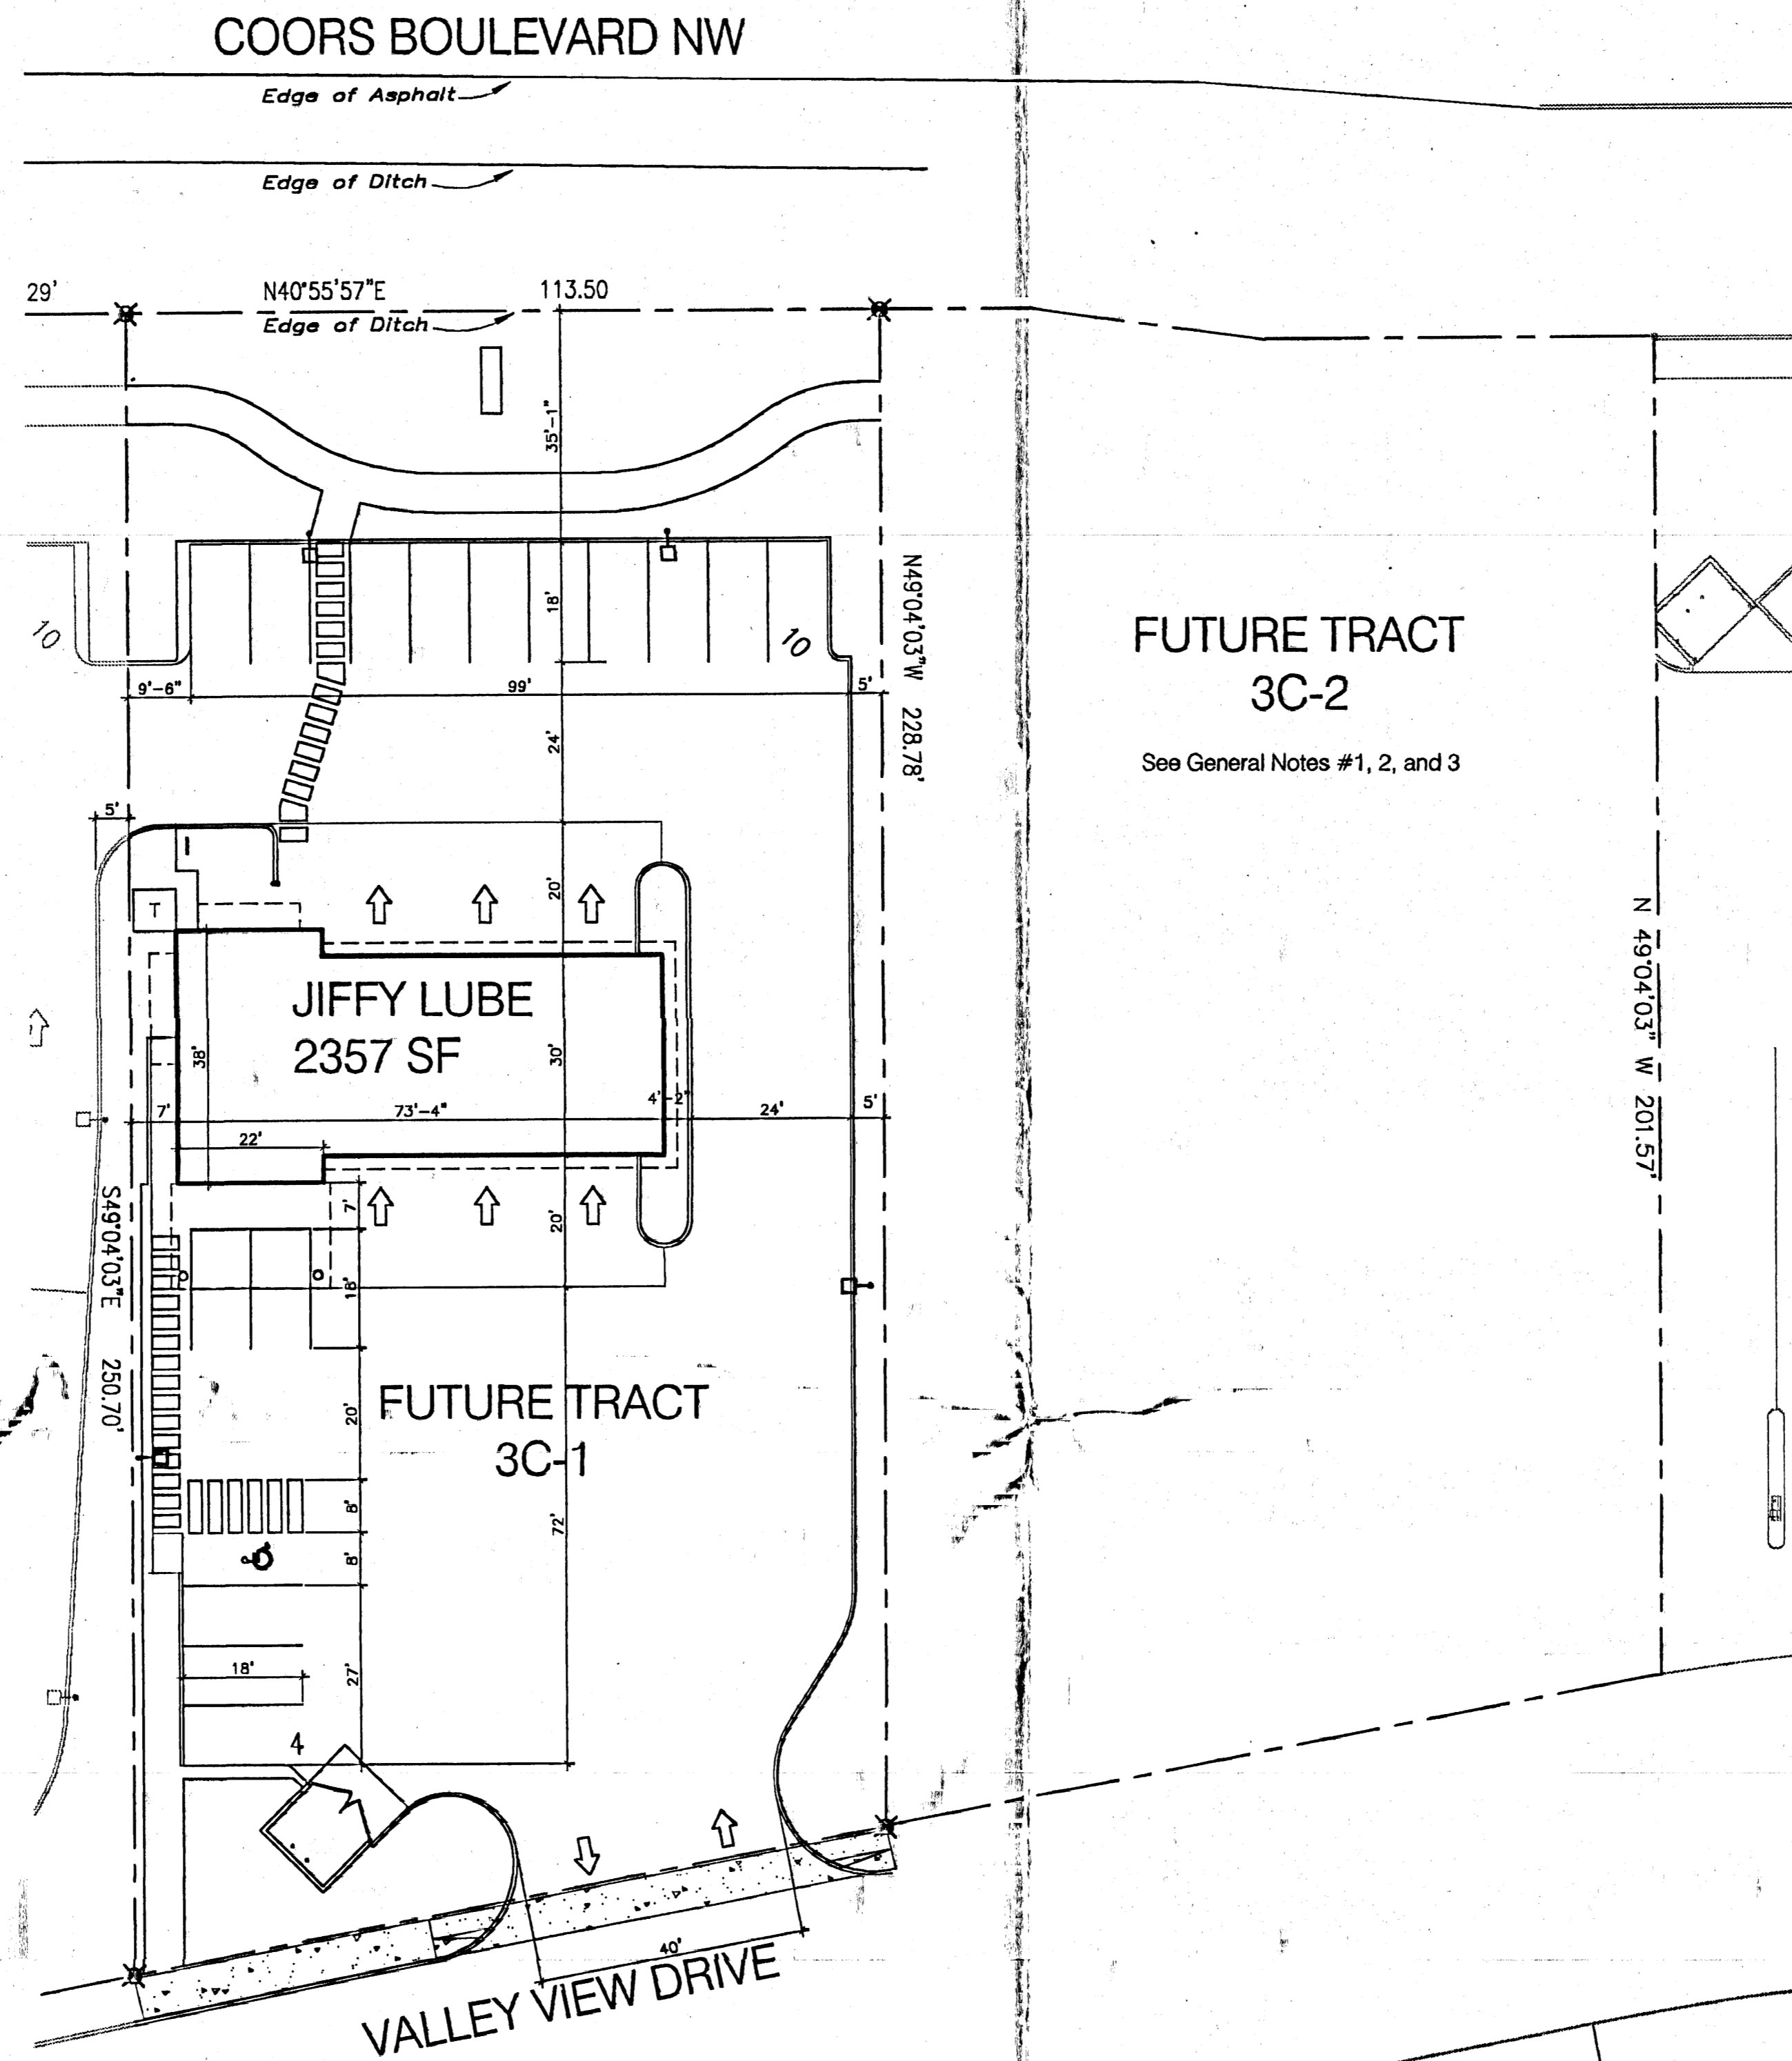 COORS BOULEVARD NW
Edge of Asphalt
Edge of Ditch
29'
N40°55'57"E
113.50
Edge of Ditch
35'-1"
10
18'
10
N49°04'03"W 228.78'
FUTURE TRACT
3C-2
See General Notes #1, 2, and 3
9'-6"
99'
5'
24'
5'
20'
T
JIFFY LUBE
2357 SF
38'
30'
7'
73'-4"
4'-2"
24'
5'
22'
N 49°04'03" W 201.57'
S49°04'03"E 250.70'
7'
20'
18'
FUTURE TRACT
3C-1
20'
8'
72'
8'
18'
27'
4
40'
VALLEY VIEW DRIVE